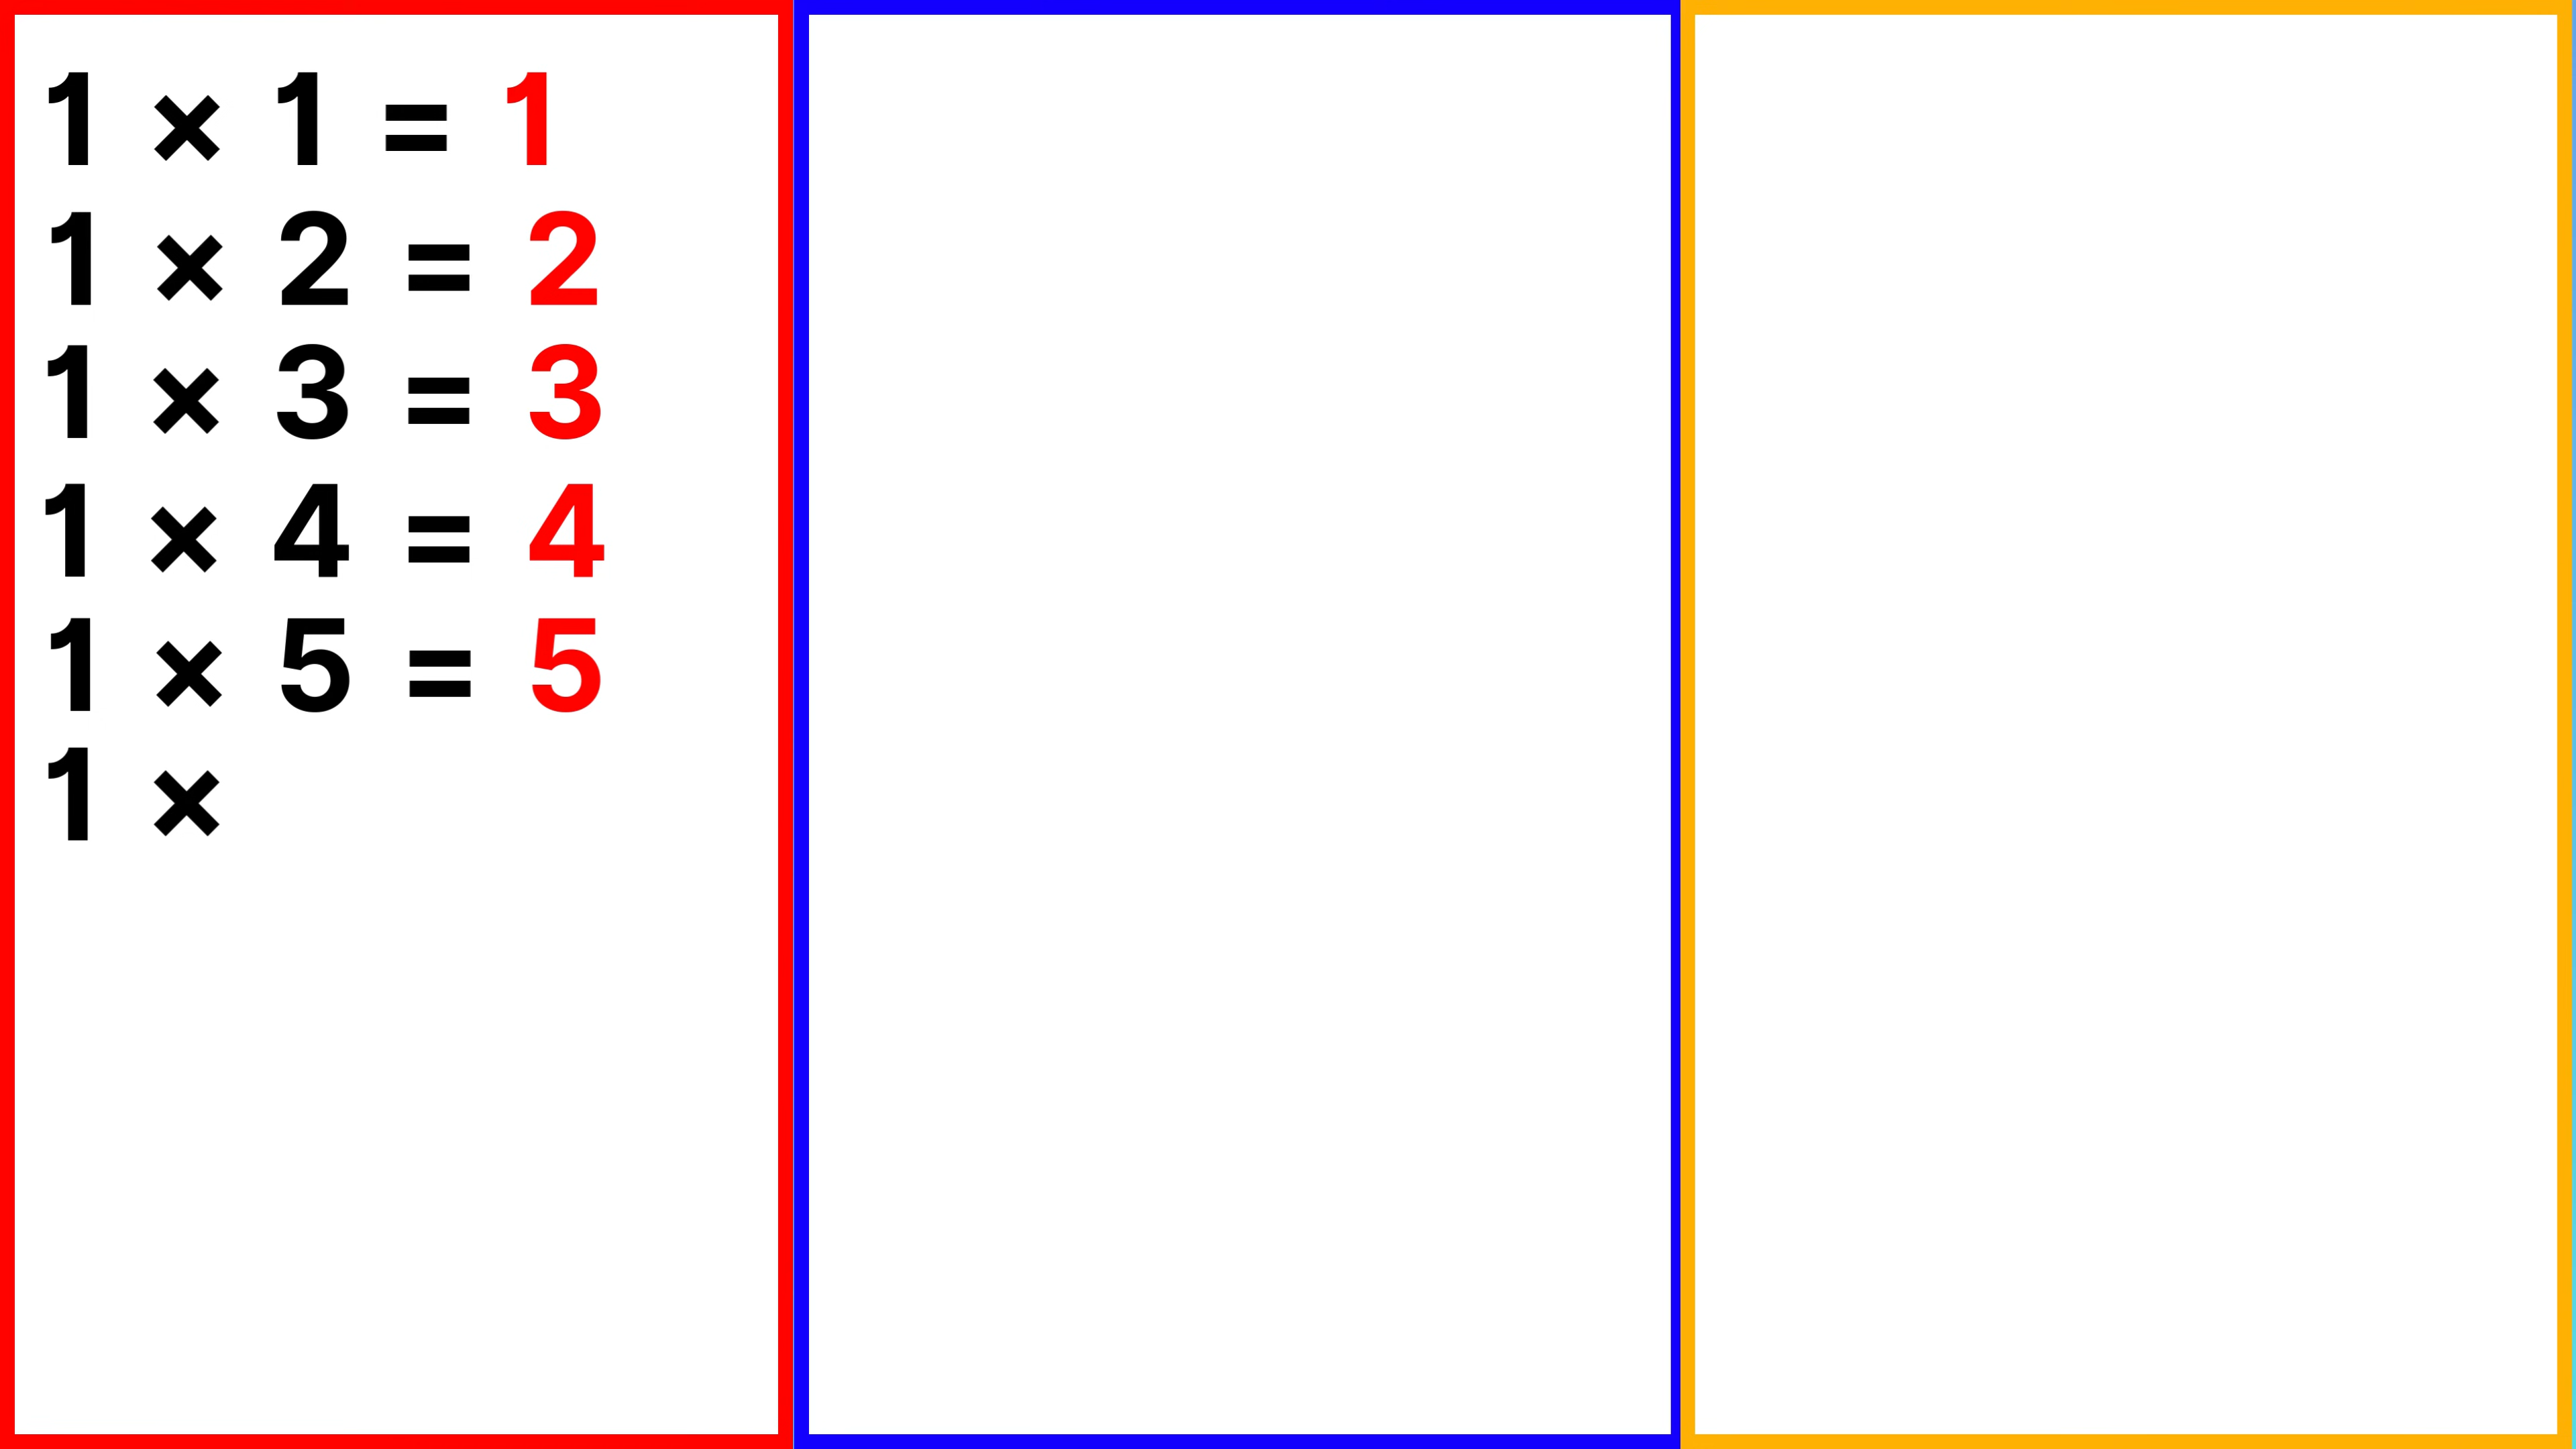 1 × 1 = 1
1 × 2 = 2
1 × 3 = 3
1 × 4 = 4
1 × 5 = 5
1 ×